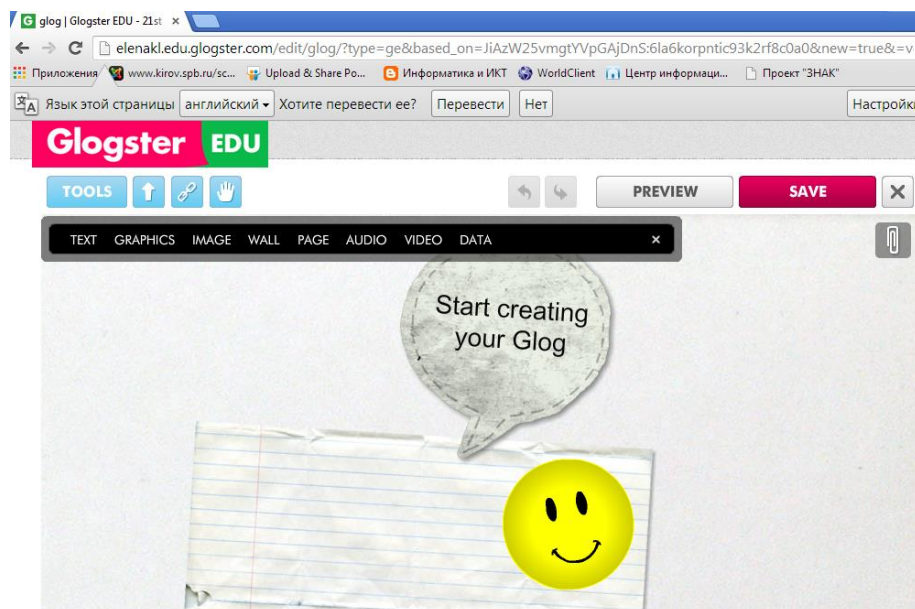 G glog | Glogster EDU - 21st ×
elenakl.edu.glogster.com/edit/glog/?type=ge&based_on=JiAzW25vmgtYVpGAjDnS:6la6korpntic93k2rf8c0a0&new=true&=v
Приложения www.kirov.spb.ru/sc... Upload & Share Po... Информатика и ИКТ WorldClient Центр информаци... Проект "ЗНАК"
Язык этой страницы английский Хотите перевести ее? Перевести Нет Настройки
Glogster EDU
TOOLS PREVIEW SAVE
TEXT GRAPHICS IMAGE WALL PAGE AUDIO VIDEO DATA ×
Start creating
your Glog